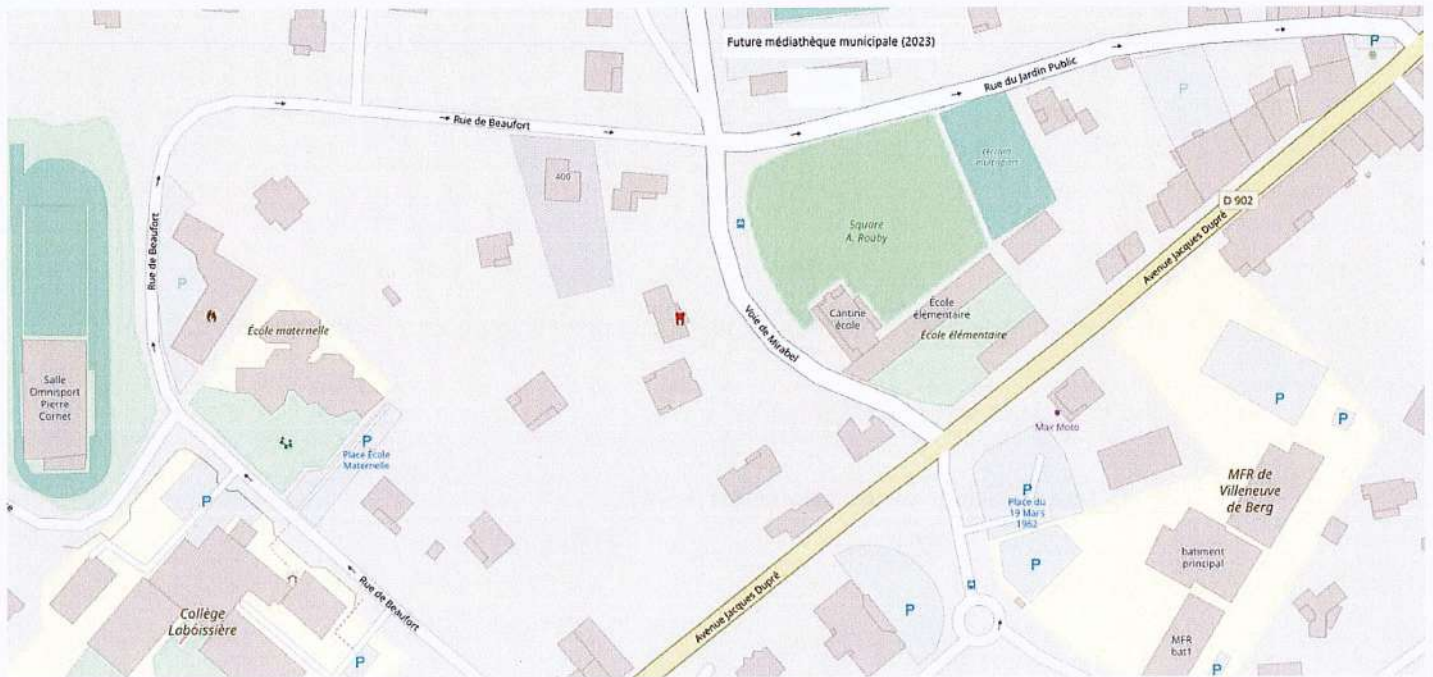 Future médiathèque municipale (2023)
P
Rue du Jardin Public
P
Rue de Beaufort
terrain
multisport
400
D 902
Rue de Beaufort
Square
A. Rouby
Avenue Jacques Dupré
P
École maternelle
Cantine
école
École
élémentaire
École élémentaire
Voie de Mirabel
Salle
Omnisport
Pierre
Cornet
P
P
Max Moto
P
Place École
Maternelle
MFR de
Villeneuve
de Berg
P
Place du
19 Mars
1962
P
batiment
principal
P
Rue de Beaufort
Avenue Jacques Dupré
P
Collège
Laboissière
MFR
bat1
P
P